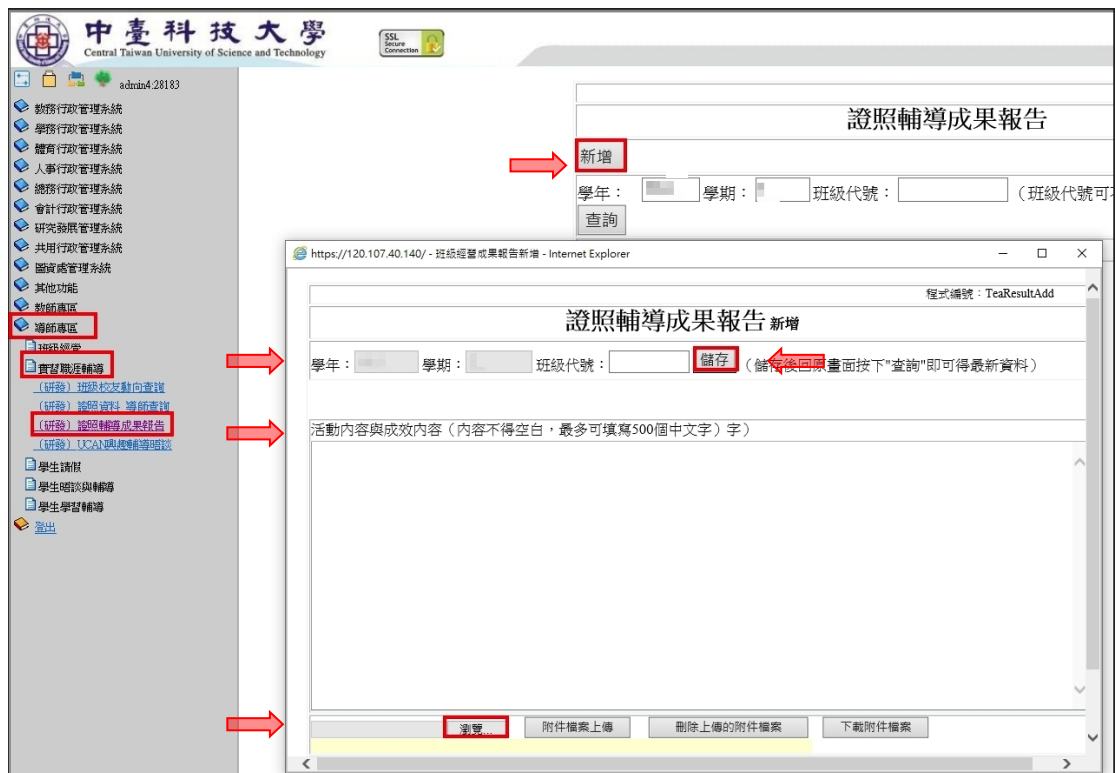 中臺科技大學
Central Taiwan University of Science and Technology
SSL
Secure
Connection
admin4:28183
教務行政管理系統
學務行政管理系統
體育行政管理系統
人事行政管理系統
總務行政管理系統
會計行政管理系統
研究發展管理系統
共用行政管理系統
圖資處管理系統
其他功能
教師專區
導師專區
班級經營
實習職涯輔導
(研發) 班級校友動向查詢
(研發) 證照資料 導師查詢
(研發) 證照輔導成果報告
(研發) UCAN興趣輔導晤談
學生請假
學生晤談與輔導
學生學習輔導
登出
證照輔導成果報告
新增
學年： 學期： 班級代號： （班級代號可
查詢
https://120.107.40.140/ - 班級經營成果報告新增 - Internet Explorer
程式編號：TeaResultAdd
證照輔導成果報告 新增
學年： 學期： 班級代號： 儲存 （儲存後回原畫面按下"查詢"即可得最新資料）
活動內容與成效內容（內容不得空白，最多可填寫500個中文字）字）
瀏覽... 附件檔案上傳 刪除上傳的附件檔案 下載附件檔案